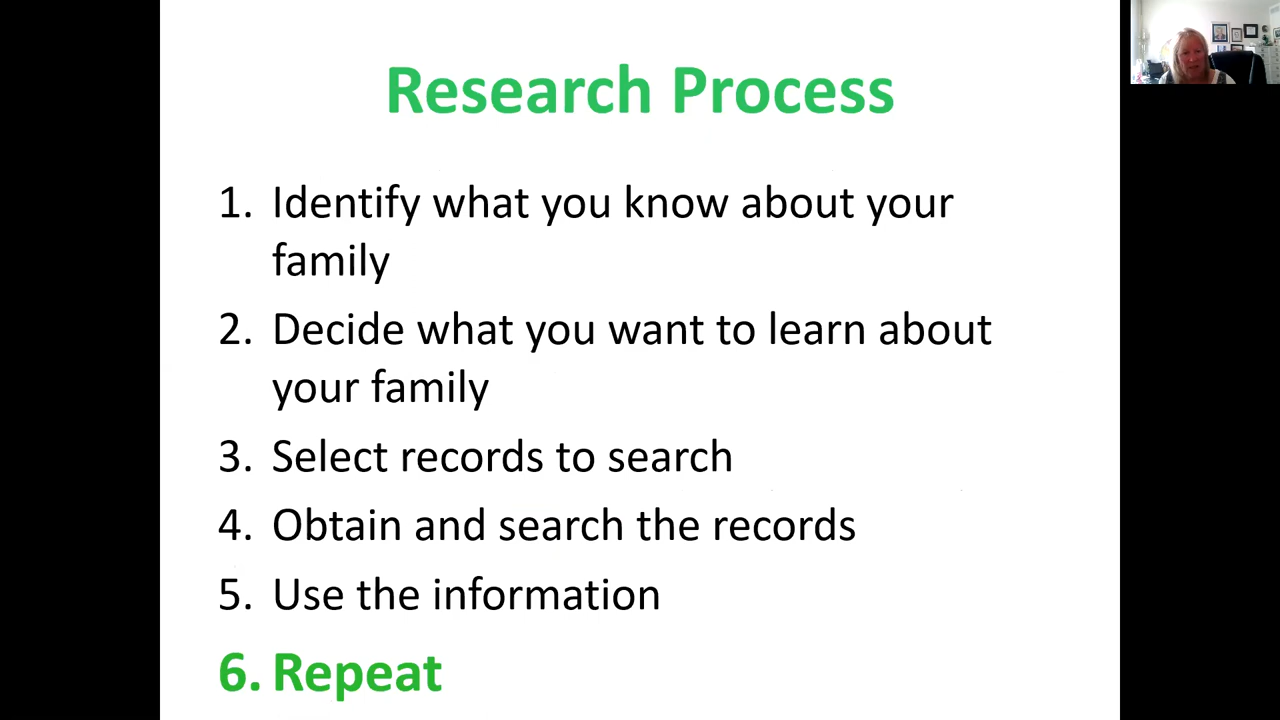 Research Process
1. Identify what you know about your
family
2. Decide what you want to learn about
your family
3. Select records to search
4. Obtain and search the records
5. Use the information
6. Repeat